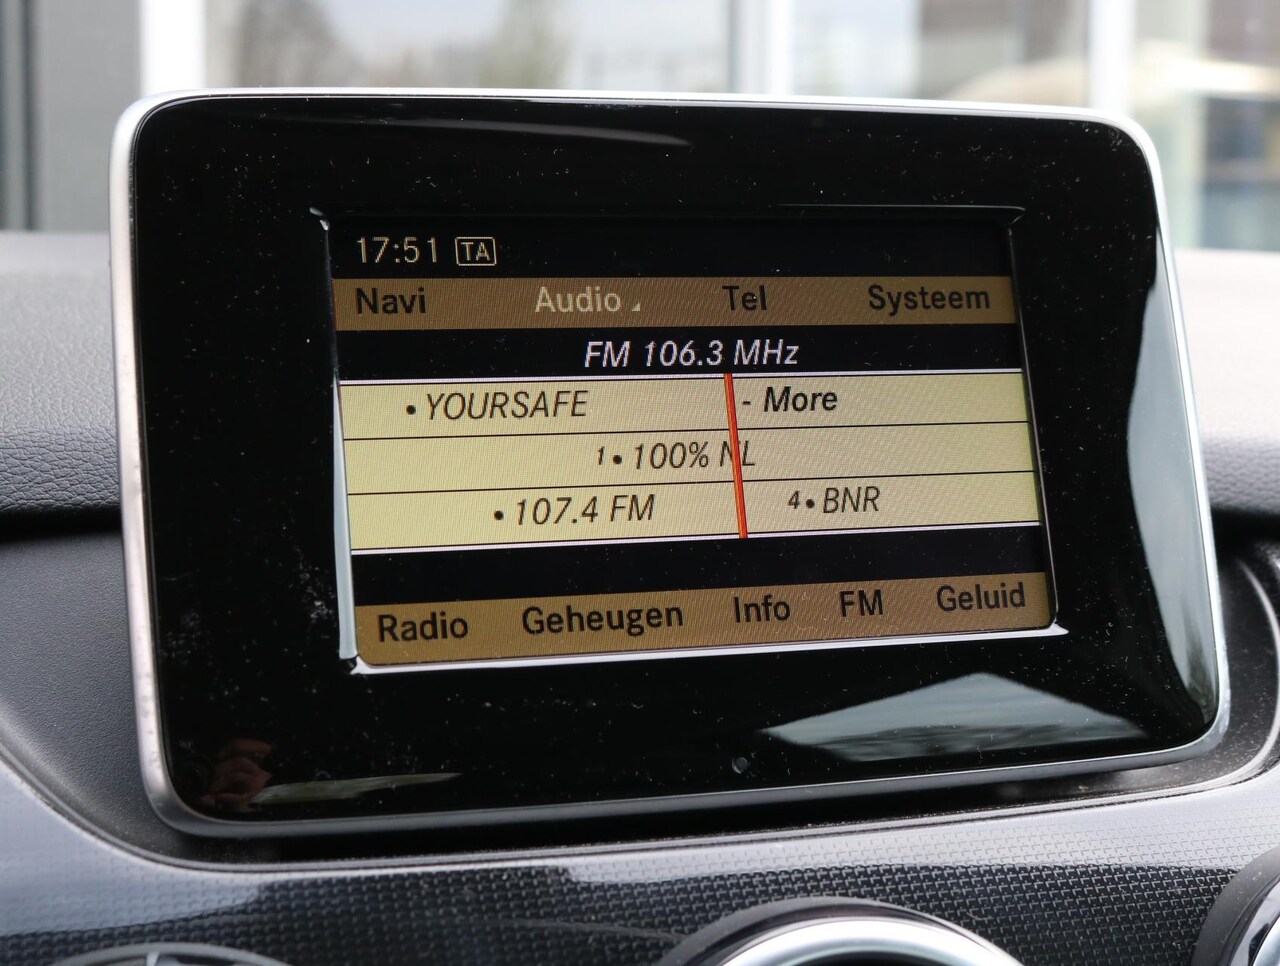 17:51 TA
Navi Audio Tel Systeem
FM 106.3 MHz
• YOURSAFE - More
1• 100% NL
• 107.4 FM 4• BNR
Radio Geheugen Info FM Geluid